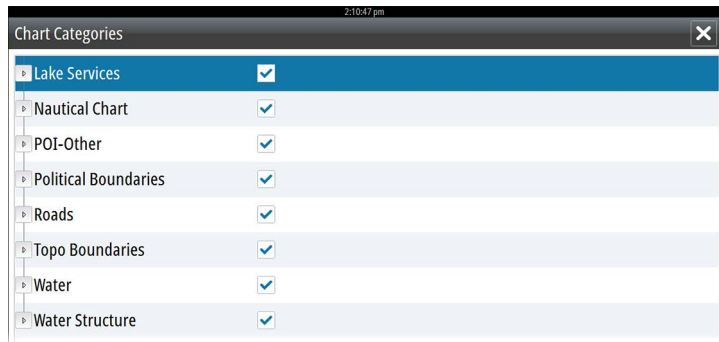 2:10:47 pm
Chart Categories
Lake Services
Nautical Chart
POI-Other
Political Boundaries
Roads
Topo Boundaries
Water
Water Structure